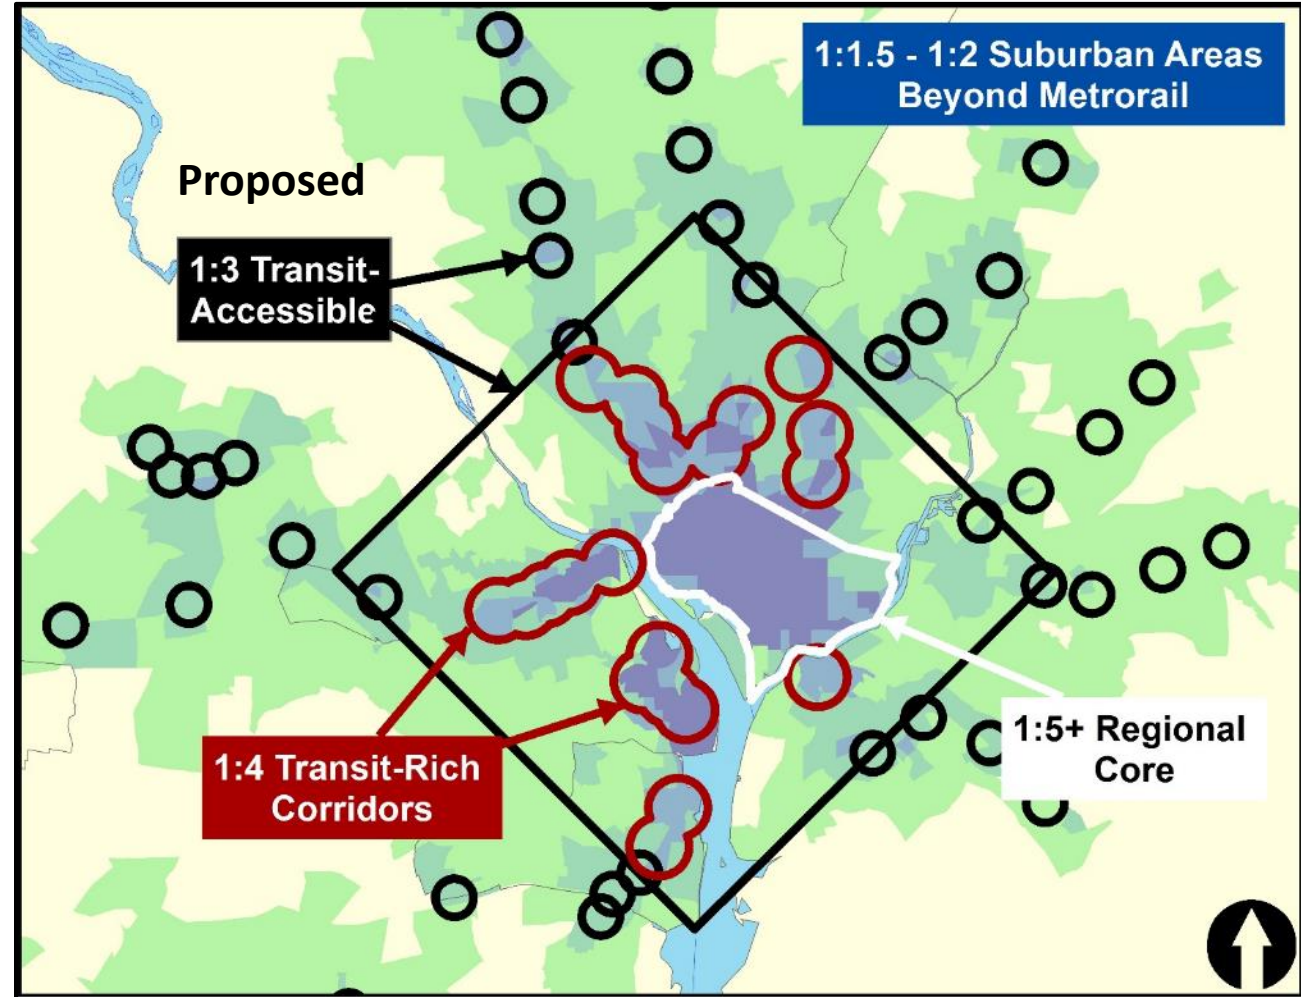 1:1.5 - 1:2 Suburban Areas
Beyond Metrorail
Proposed
1:3 Transit-
Accessible
1:4 Transit-Rich
Corridors
1:5+ Regional
Core